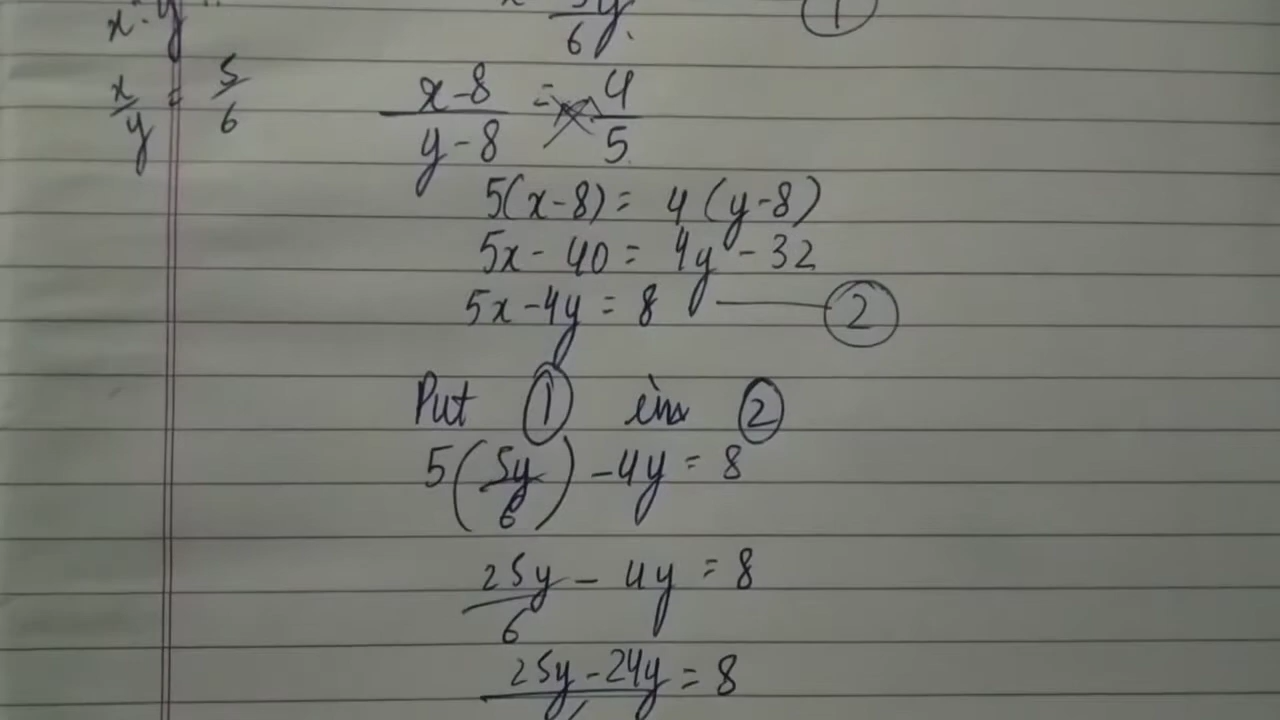 x:y
x = 5y/6 ①
x/y = 5/6
(x-8)/(y-8) = 4/5
5(x-8) = 4(y-8)
5x - 40 = 4y - 32
5x - 4y = 8 — ②
Put ① in ②
5(5y/6) - 4y = 8
25y/6 - 4y = 8
25y - 24y = 8